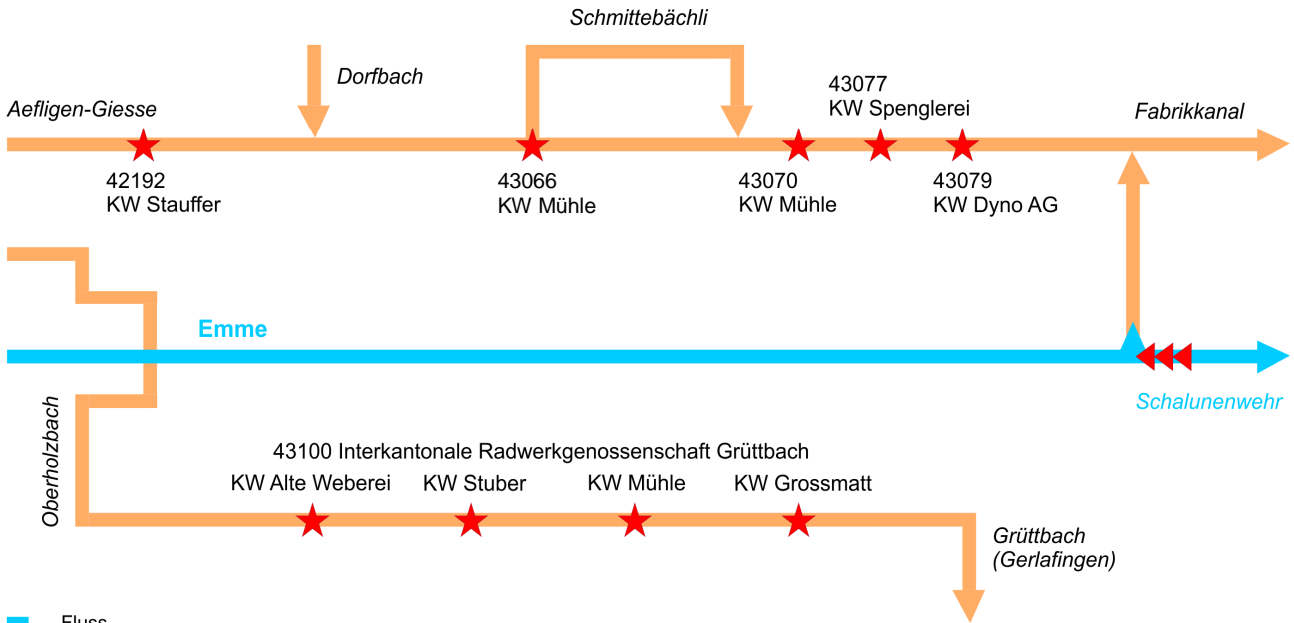 Schmittebächli
Dorfbach
43077
KW Spenglerei
Aefligen-Giesse
Fabrikkanal
42192
KW Stauffer
43066
KW Mühle
43070
KW Mühle
43079
KW Dyno AG
Emme
Schalunenwehr
Oberholzbach
43100 Interkantonale Radwerkgenossenschaft Grüttbach
KW Alte Weberei
KW Stuber
KW Mühle
KW Grossmatt
Grüttbach
(Gerlafingen)
Fluss